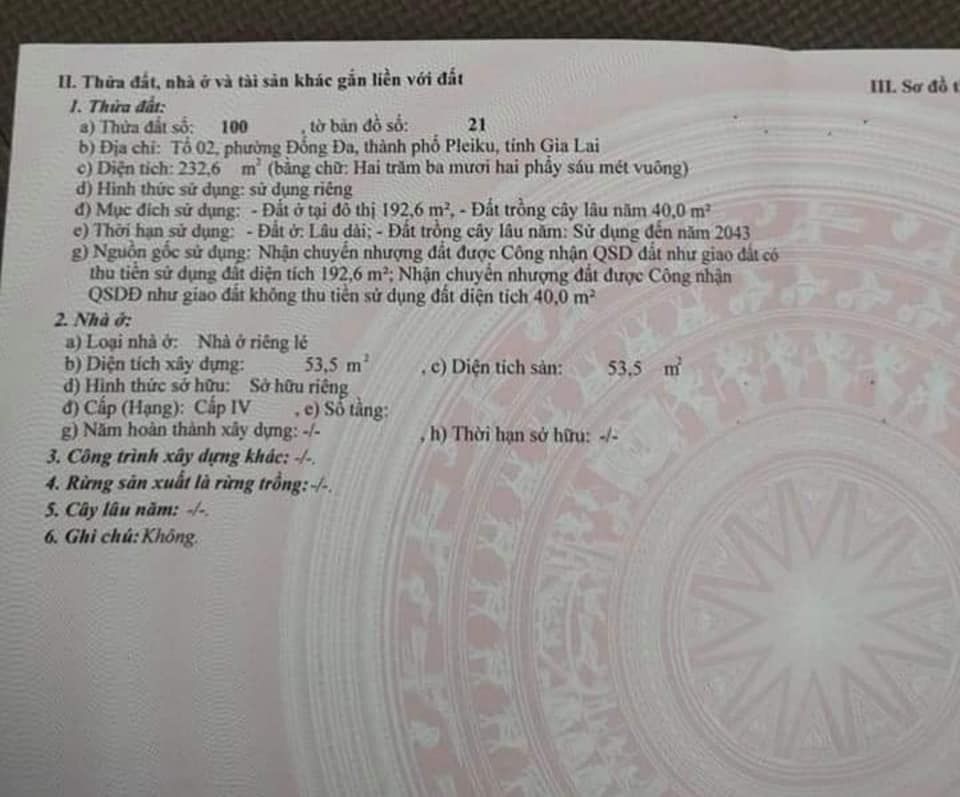 II. Thửa đất, nhà ở và tài sản khác gắn liền với đất
1. Thửa đất:
a) Thửa đất số: 100 , tờ bản đồ số: 21
b) Địa chỉ: Tổ 02, phường Đống Đa, thành phố Pleiku, tỉnh Gia Lai
c) Diện tích: 232,6 m² (bằng chữ: Hai trăm ba mươi hai phẩy sáu mét vuông)
d) Hình thức sử dụng: sử dụng riêng
đ) Mục đích sử dụng: - Đất ở tại đô thị 192,6 m², - Đất trồng cây lâu năm 40,0 m²
e) Thời hạn sử dụng: - Đất ở: Lâu dài; - Đất trồng cây lâu năm: Sử dụng đến năm 2043
g) Nguồn gốc sử dụng: Nhận chuyển nhượng đất được Công nhận QSD đất như giao đất có
thu tiền sử dụng đất diện tích 192,6 m²; Nhận chuyển nhượng đất được Công nhận
QSDĐ như giao đất không thu tiền sử dụng đất diện tích 40,0 m²
2. Nhà ở:
a) Loại nhà ở: Nhà ở riêng lẻ
b) Diện tích xây dựng: 53,5 m² , c) Diện tích sàn: 53,5 m²
d) Hình thức sở hữu: Sở hữu riêng
đ) Cấp (Hạng): Cấp IV , e) Số tầng:
g) Năm hoàn thành xây dựng: -/- , h) Thời hạn sở hữu: -/-
3. Công trình xây dựng khác: -/-.
4. Rừng sản xuất là rừng trồng:-/-.
5. Cây lâu năm: -/-.
6. Ghi chú: Không.
III. Sơ đồ t